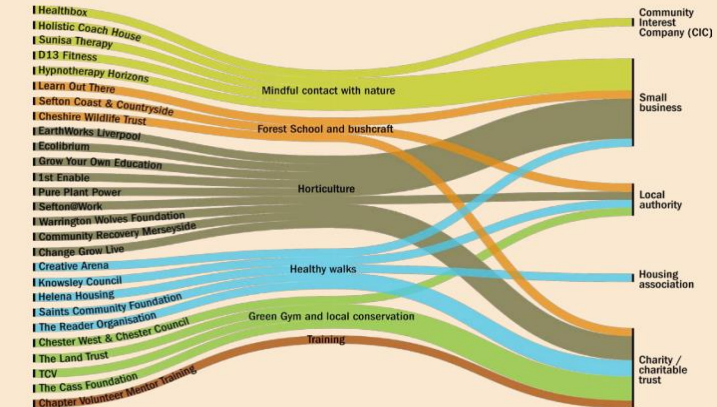 Healthbox
Holistic Coach House
Sunisa Therapy
D13 Fitness
Hypnotherapy Horizons
Learn Out There
Sefton Coast & Countryside
Cheshire Wildlife Trust
EarthWorks Liverpool
Ecolibrium
Grow Your Own Education
1st Enable
Pure Plant Power
Sefton@Work
Warrington Wolves Foundation
Community Recovery Merseyside
Change Grow Live
Creative Arena
Knowsley Council
Helena Housing
Saints Community Foundation
The Reader Organisation
Chester West & Chester Council
The Land Trust
TCV
The Cass Foundation
Chapter Volunteer Mentor Training
Mindful contact with nature
Forest School and bushcraft
Horticulture
Healthy walks
Green Gym and local conservation
Training
Community
Interest
Company (CIC)
Small
business
Local
authority
Housing
association
Charity /
charitable
trust